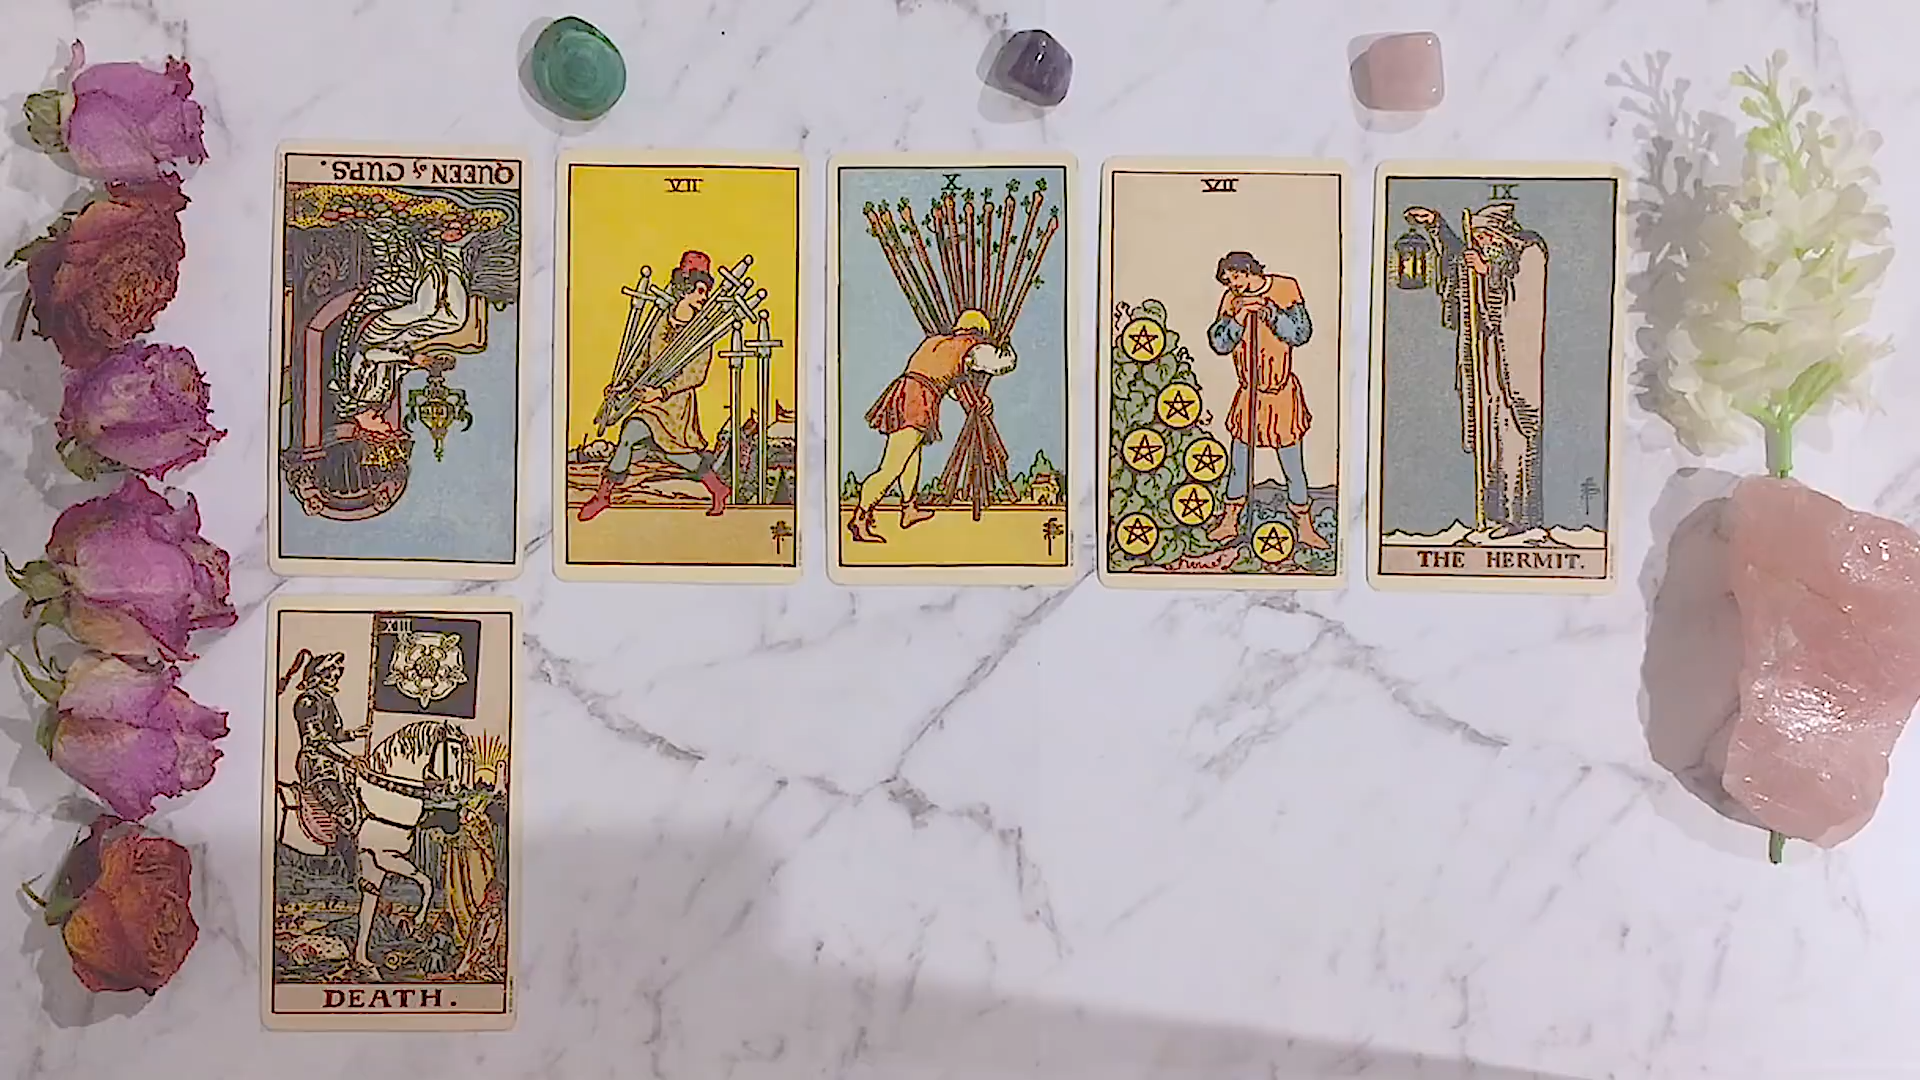 QUEEN of CUPS.
VII
X
VII
IX
THE HERMIT.
XIII
DEATH.